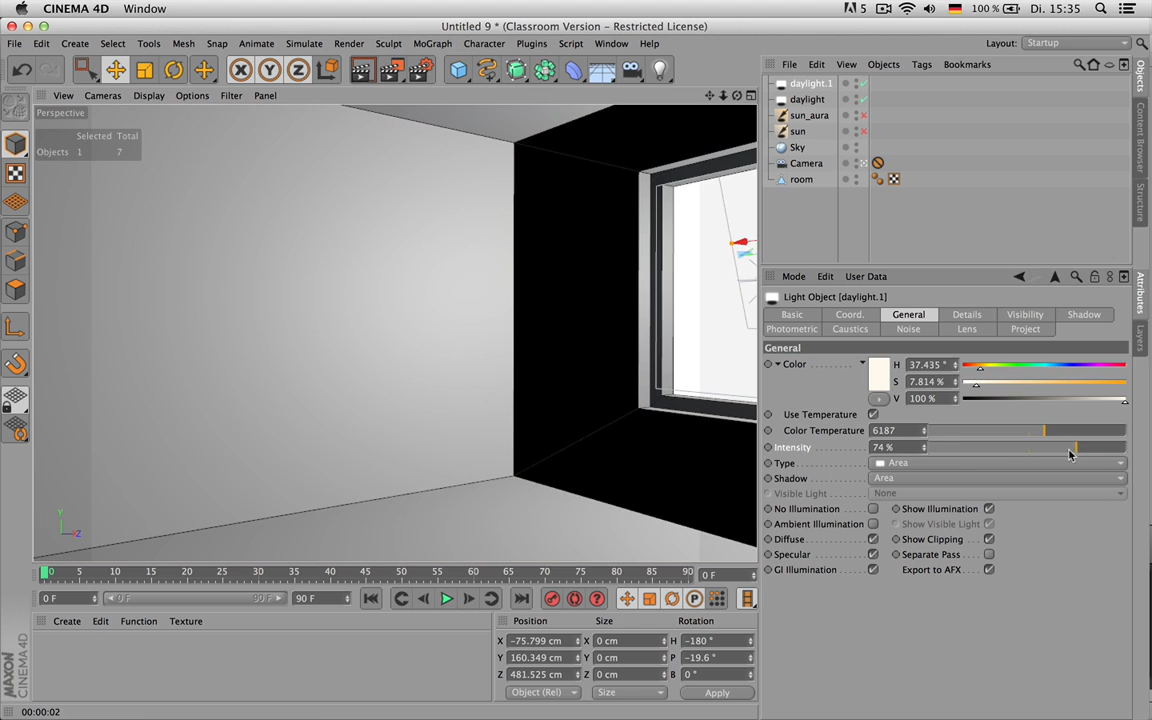 CINEMA 4D Window
5 100 % Di. 15:35
Untitled 9 * (Classroom Version - Restricted License)
File Edit Create Select Tools Mesh Snap Animate Simulate Render Sculpt MoGraph Character Plugins Script Window Help
Layout: Startup
X Y Z
View Cameras Display Options Filter Panel
File Edit View Objects Tags Bookmarks
Perspective
Selected Total
Objects 1 7
daylight.1
daylight
sun_aura
sun
Sky
Camera
room
Objects
Content Browser
Structure
Mode Edit User Data
Attributes
Layers
Light Object [daylight.1]
Basic Coord. General Details Visibility Shadow
Photometric Caustics Noise Lens Project
General
Color H 37.435 °
S 7.814 %
V 100 %
Use Temperature
Color Temperature 6187
Intensity 74 %
Type Area
Shadow Area
Visible Light None
No Illumination Show Illumination
Ambient Illumination Show Visible Light
Diffuse Show Clipping
Specular Separate Pass
GI Illumination Export to AFX
Y
Z
0 5 10 15 20 25 30 35 40 45 50 55 60 65 70 75 80 85 90 0 F
0 F 0 F 90 F 90 F
P
Create Edit Function Texture
Position Size Rotation
X -75.799 cm X 0 cm H -180 °
Y 160.349 cm Y 0 cm P -19.6 °
Z 481.525 cm Z 0 cm B 0 °
Object (Rel) Size Apply
MAXON CINEMA 4D
00:00:02